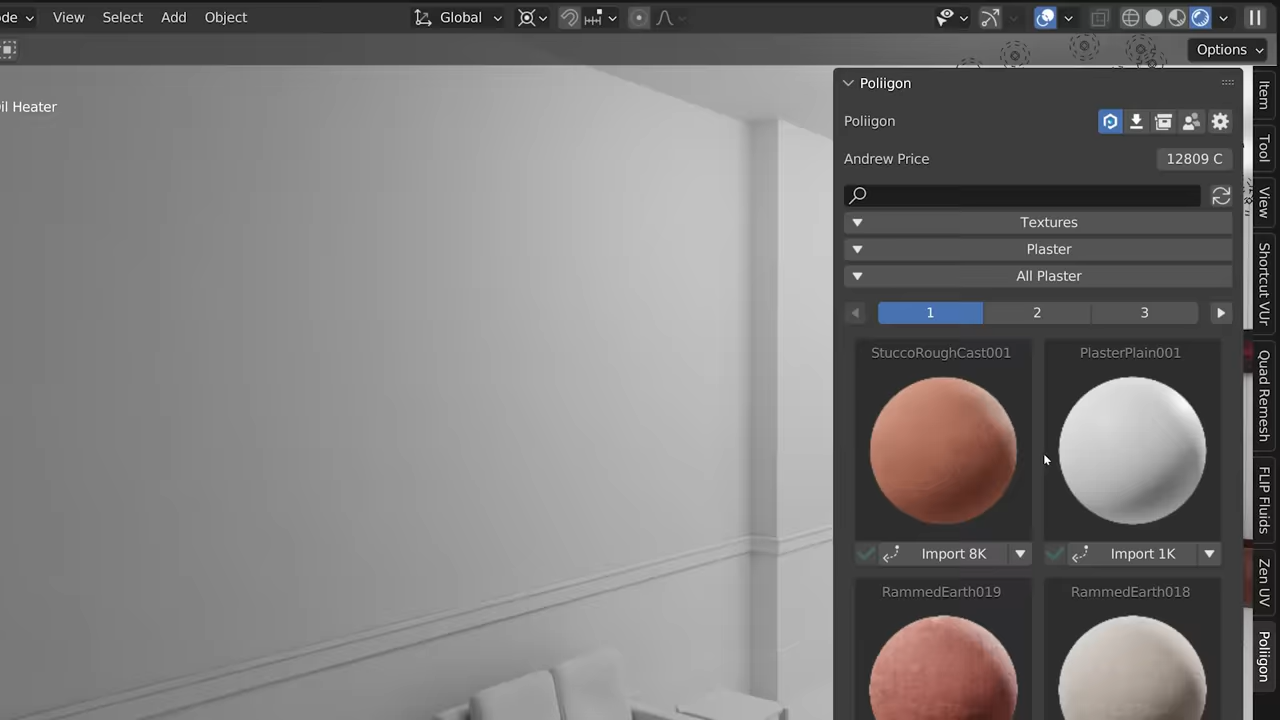 de View Select Add Object Global
Options
il Heater
Poliigon
Poliigon
Andrew Price 12809 C
Textures
Plaster
All Plaster
1 2 3
StuccoRoughCast001 PlasterPlain001
Import 8K Import 1K
RammedEarth019 RammedEarth018
Item
Tool
View
Shortcut VUr
Quad Remesh
FLIP Fluids
Zen UV
Poliigon